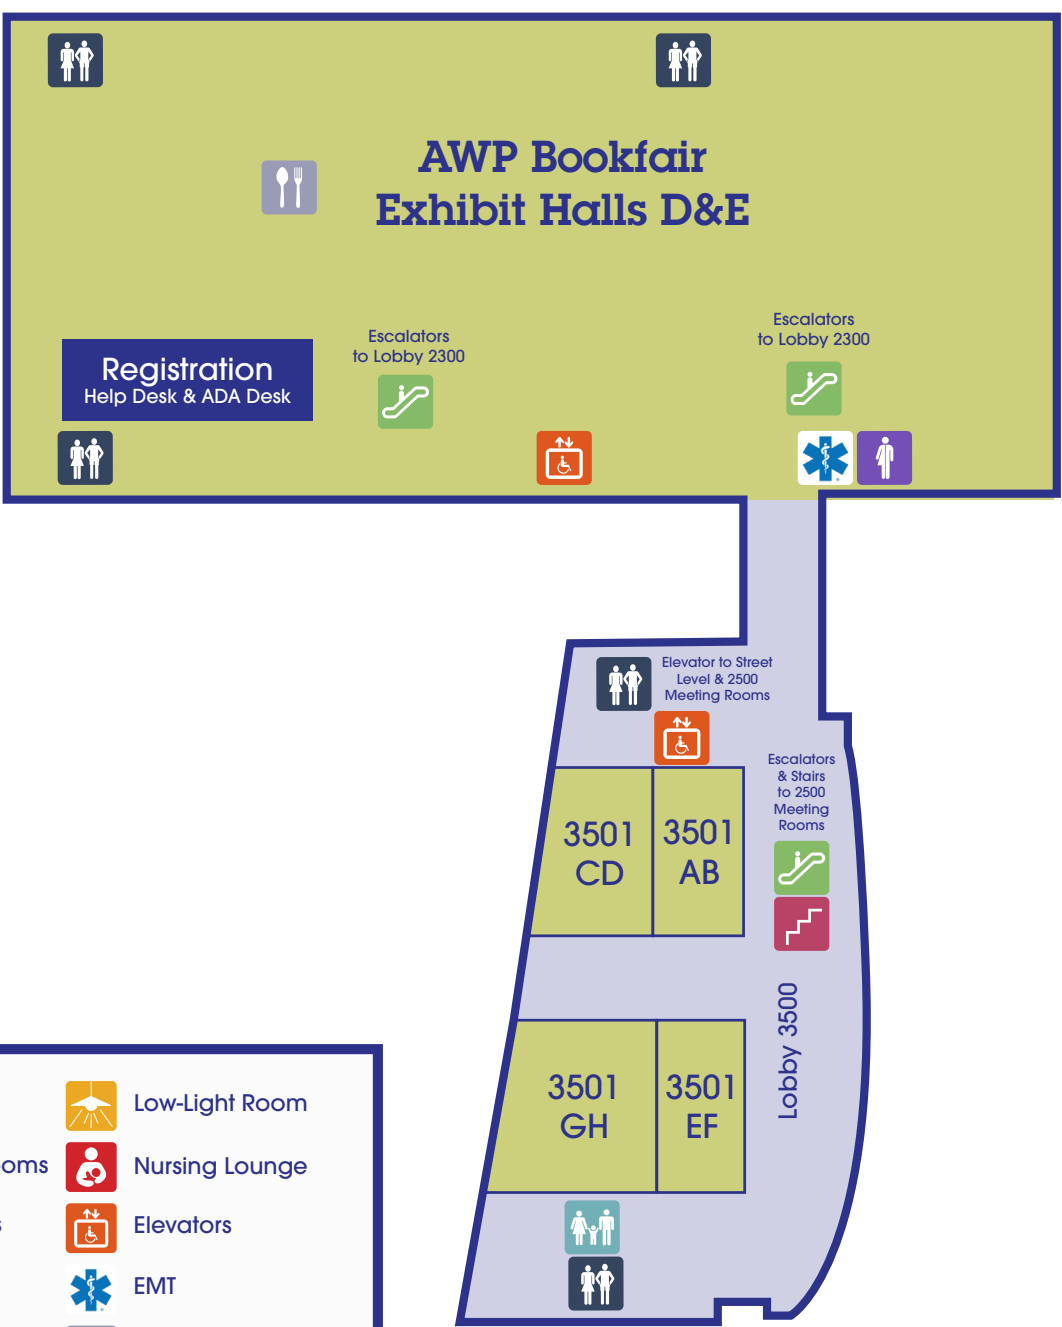 AWP Bookfair
Exhibit Halls D&E
Escalators
to Lobby 2300
Escalators
to Lobby 2300
Registration
Help Desk & ADA Desk
Elevator to Street
Level & 2500
Meeting Rooms
Escalators
& Stairs
to 2500
Meeting
Rooms
3501
CD
3501
AB
Lobby 3500
3501
GH
3501
EF
Low-Light Room
ooms
Nursing Lounge
s
Elevators
EMT